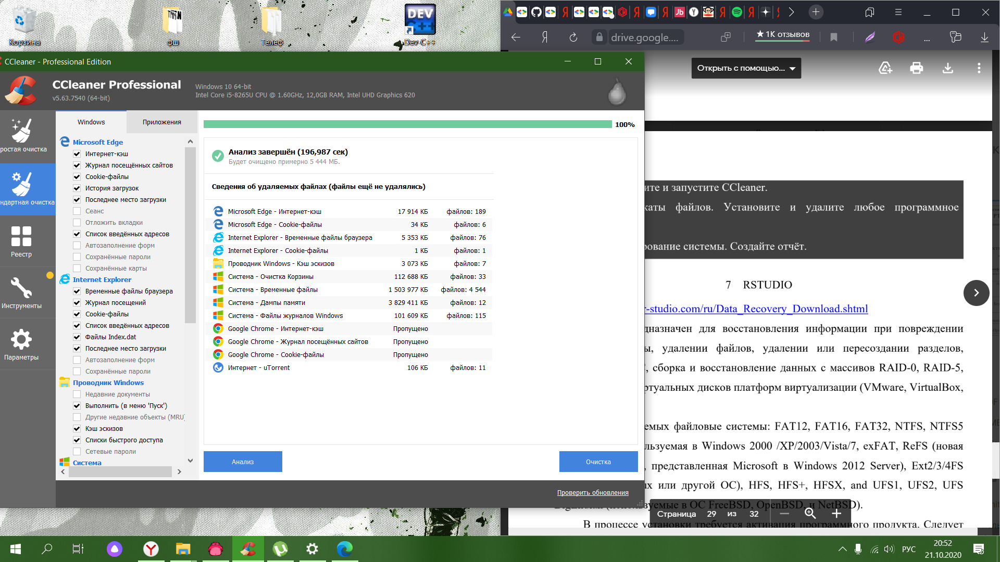 Корзина
фш
Телеф
Dev-C++
drive.google....
★ 1К отзывов
...
CCleaner - Professional Edition
CCleaner Professional
v5.63.7540 (64-bit)
Windows 10 64-bit
Intel Core i5-8265U CPU @ 1.60GHz, 12,0GB RAM, Intel UHD Graphics 620
ростая очистка
ндартная очистка
Реестр
Инструменты
Параметры
Windows
Приложения
Microsoft Edge
Интернет-кэш
Журнал посещённых сайтов
Cookie-файлы
История загрузок
Последнее место загрузки
Сеанс
Отложить вкладки
Список введённых адресов
Автозаполнение форм
Сохранённые пароли
Сохранённые карты
Internet Explorer
Временные файлы браузера
Журнал посещений
Cookie-файлы
Список введённых адресов
Файлы Index.dat
Последнее место загрузки
Автозаполнение форм
Сохранённые пароли
Проводник Windows
Недавние документы
Выполнить (в меню 'Пуск')
Другие недавние объекты (MRU)
Кэш эскизов
Списки быстрого доступа
Сетевые пароли
Система
100%
Анализ завершён (196,987 сек)
Будет очищено примерно 5 444 МБ.
Сведения об удаляемых файлах (файлы ещё не удалялись)
Microsoft Edge - Интернет-кэш 17 914 КБ файлов: 189
Microsoft Edge - Cookie-файлы 34 КБ файлов: 6
Internet Explorer - Временные файлы браузера 5 353 КБ файлов: 76
Internet Explorer - Cookie-файлы 1 КБ файлов: 1
Проводник Windows - Кэш эскизов 3 073 КБ файлов: 7
Система - Очистка Корзины 112 688 КБ файлов: 33
Система - Временные файлы 1 503 977 КБ файлов: 4 544
Система - Дампы памяти 3 829 411 КБ файлов: 12
Система - Файлы журналов Windows 101 609 КБ файлов: 115
Google Chrome - Интернет-кэш Пропущено
Google Chrome - Журнал посещённых сайтов Пропущено
Google Chrome - Cookie-файлы Пропущено
Интернет - uTorrent 106 КБ файлов: 11
Анализ
Очистка
Проверить обновления
Открыть с помощью...
ите и запустите CCleaner.
каты файлов. Установите и удалите любое программное
рование системы. Создайте отчёт.
7 RSTUDIO
r-studio.com/ru/Data_Recovery_Download.shtml
дназначен для восстановления информации при повреждении
ы, удалении файлов, удалении или пересоздании разделов,
, сборка и восстановление данных с массивов RAID-0, RAID-5,
ртуальных дисков платформ виртуализации (VMware, VirtualBox,
емых файловые системы: FAT12, FAT16, FAT32, NTFS, NTFS5
льзуемая в Windows 2000 /XP/2003/Vista/7, exFAT, ReFS (новая
, представленная Microsoft в Windows 2012 Server), Ext2/3/4FS
х или другой ОС), HFS, HFS+, HFSX, and UFS1, UFS2, UFS
BigEndian (используемые в ОС FreeBSD, OpenBSD, и NetBSD).
Страница 29 из 32
В процессе установки требуется активация программного продукта. Следует
РУС
20:52
21.10.2020